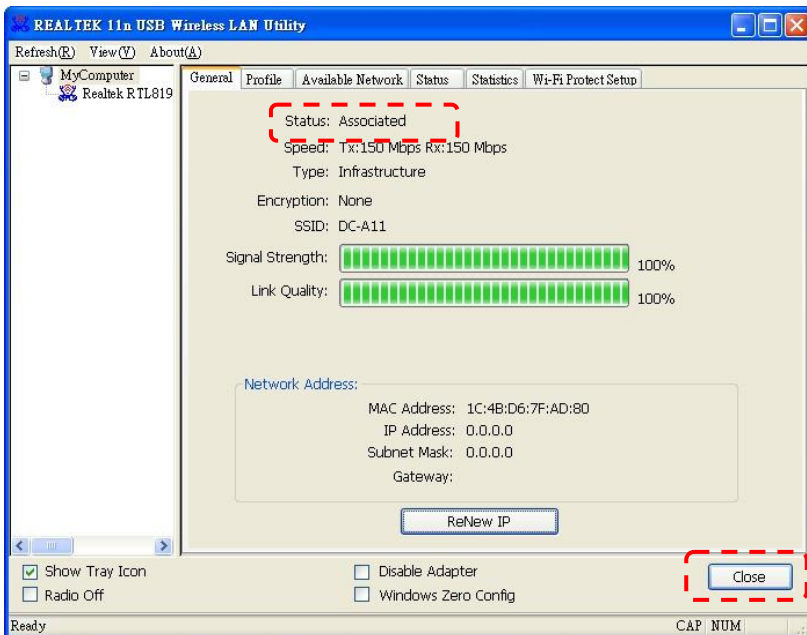 REALTEK 11n USB Wireless LAN Utility
Refresh(R) View(V) About(A)
MyComputer
Realtek RTL819
General Profile Available Network Status Statistics Wi-Fi Protect Setup
Status: Associated
Speed: Tx:150 Mbps Rx:150 Mbps
Type: Infrastructure
Encryption: None
SSID: DC-A11
Signal Strength: 100%
Link Quality: 100%
Network Address:
MAC Address: 1C:4B:D6:7F:AD:80
IP Address: 0.0.0.0
Subnet Mask: 0.0.0.0
Gateway:
ReNew IP
Show Tray Icon Disable Adapter Close
Radio Off Windows Zero Config
Ready CAP NUM